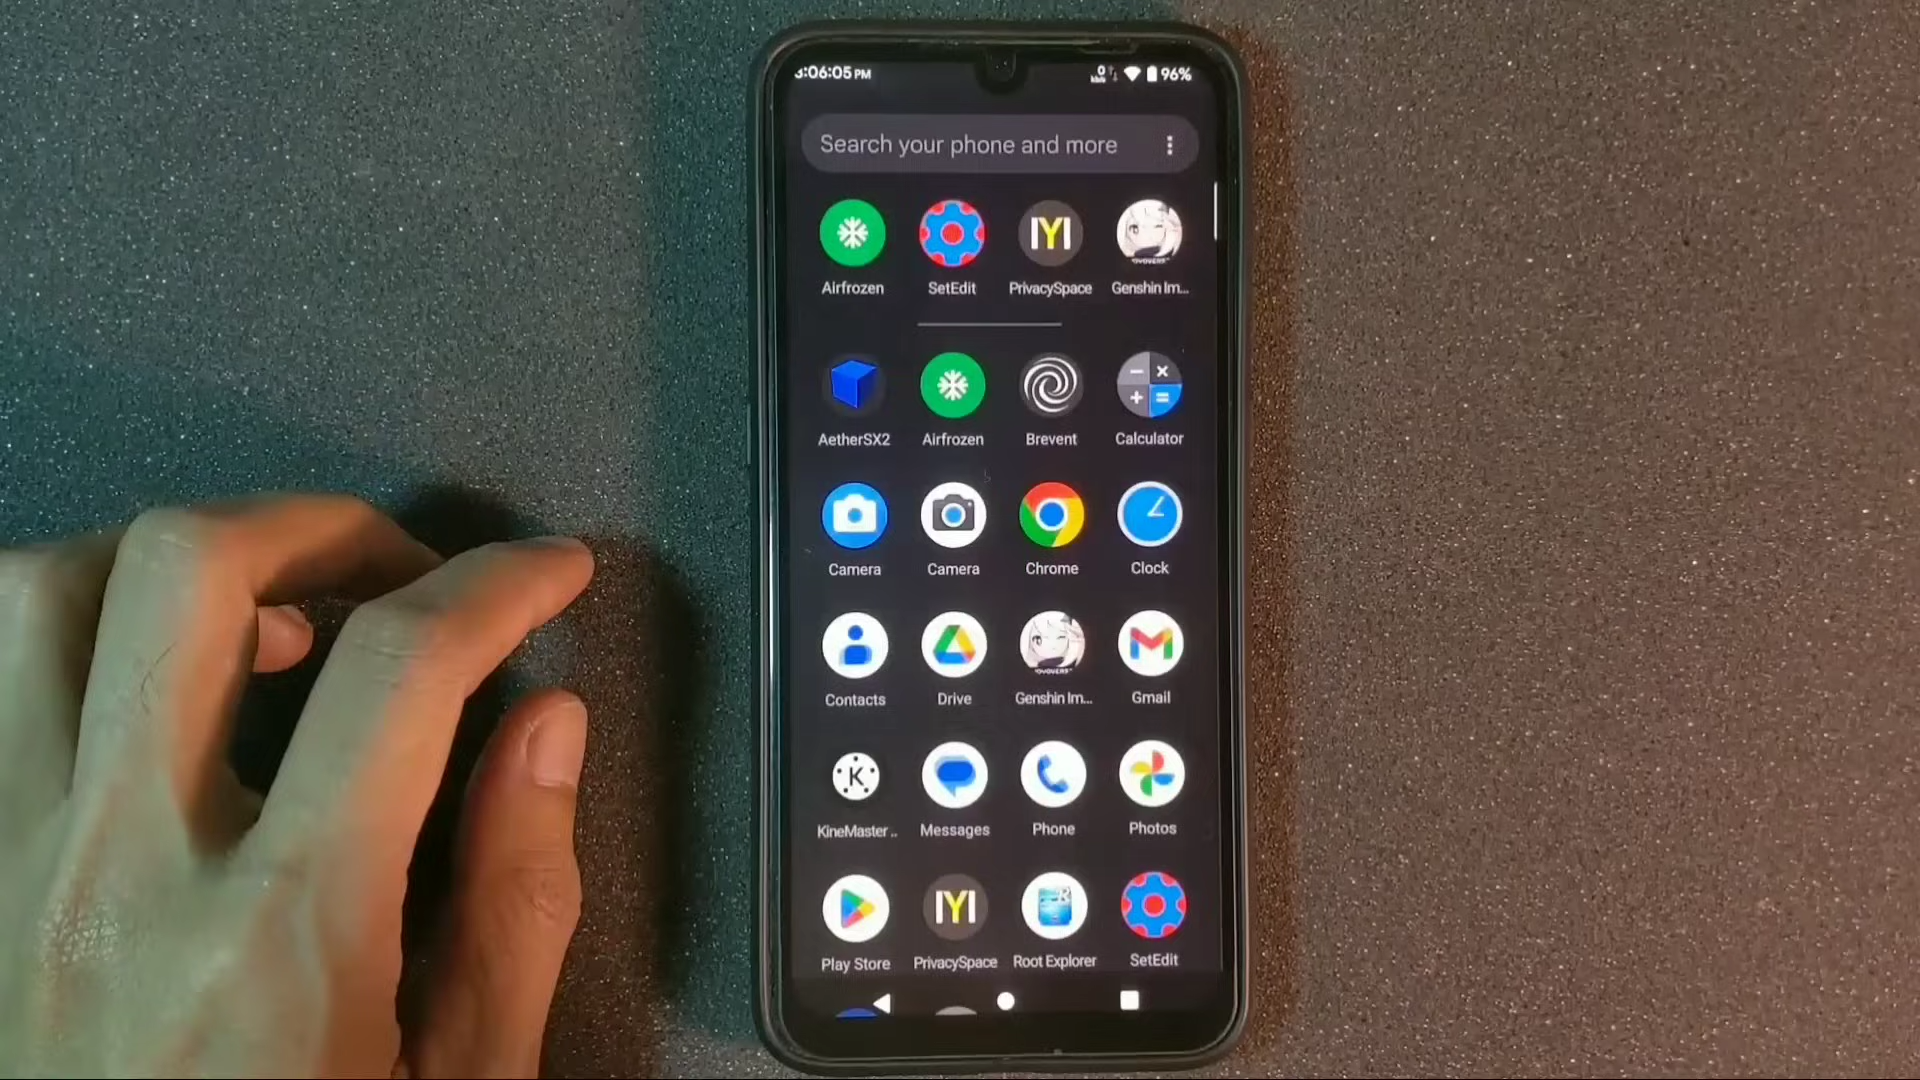 3:06:05 PM 96%
Search your phone and more
Airfrozen SetEdit PrivacySpace Genshin Im...
AetherSX2 Airfrozen Brevent Calculator
Camera Camera Chrome Clock
Contacts Drive Genshin Im... Gmail
KineMaster .. Messages Phone Photos
Play Store PrivacySpace Root Explorer SetEdit